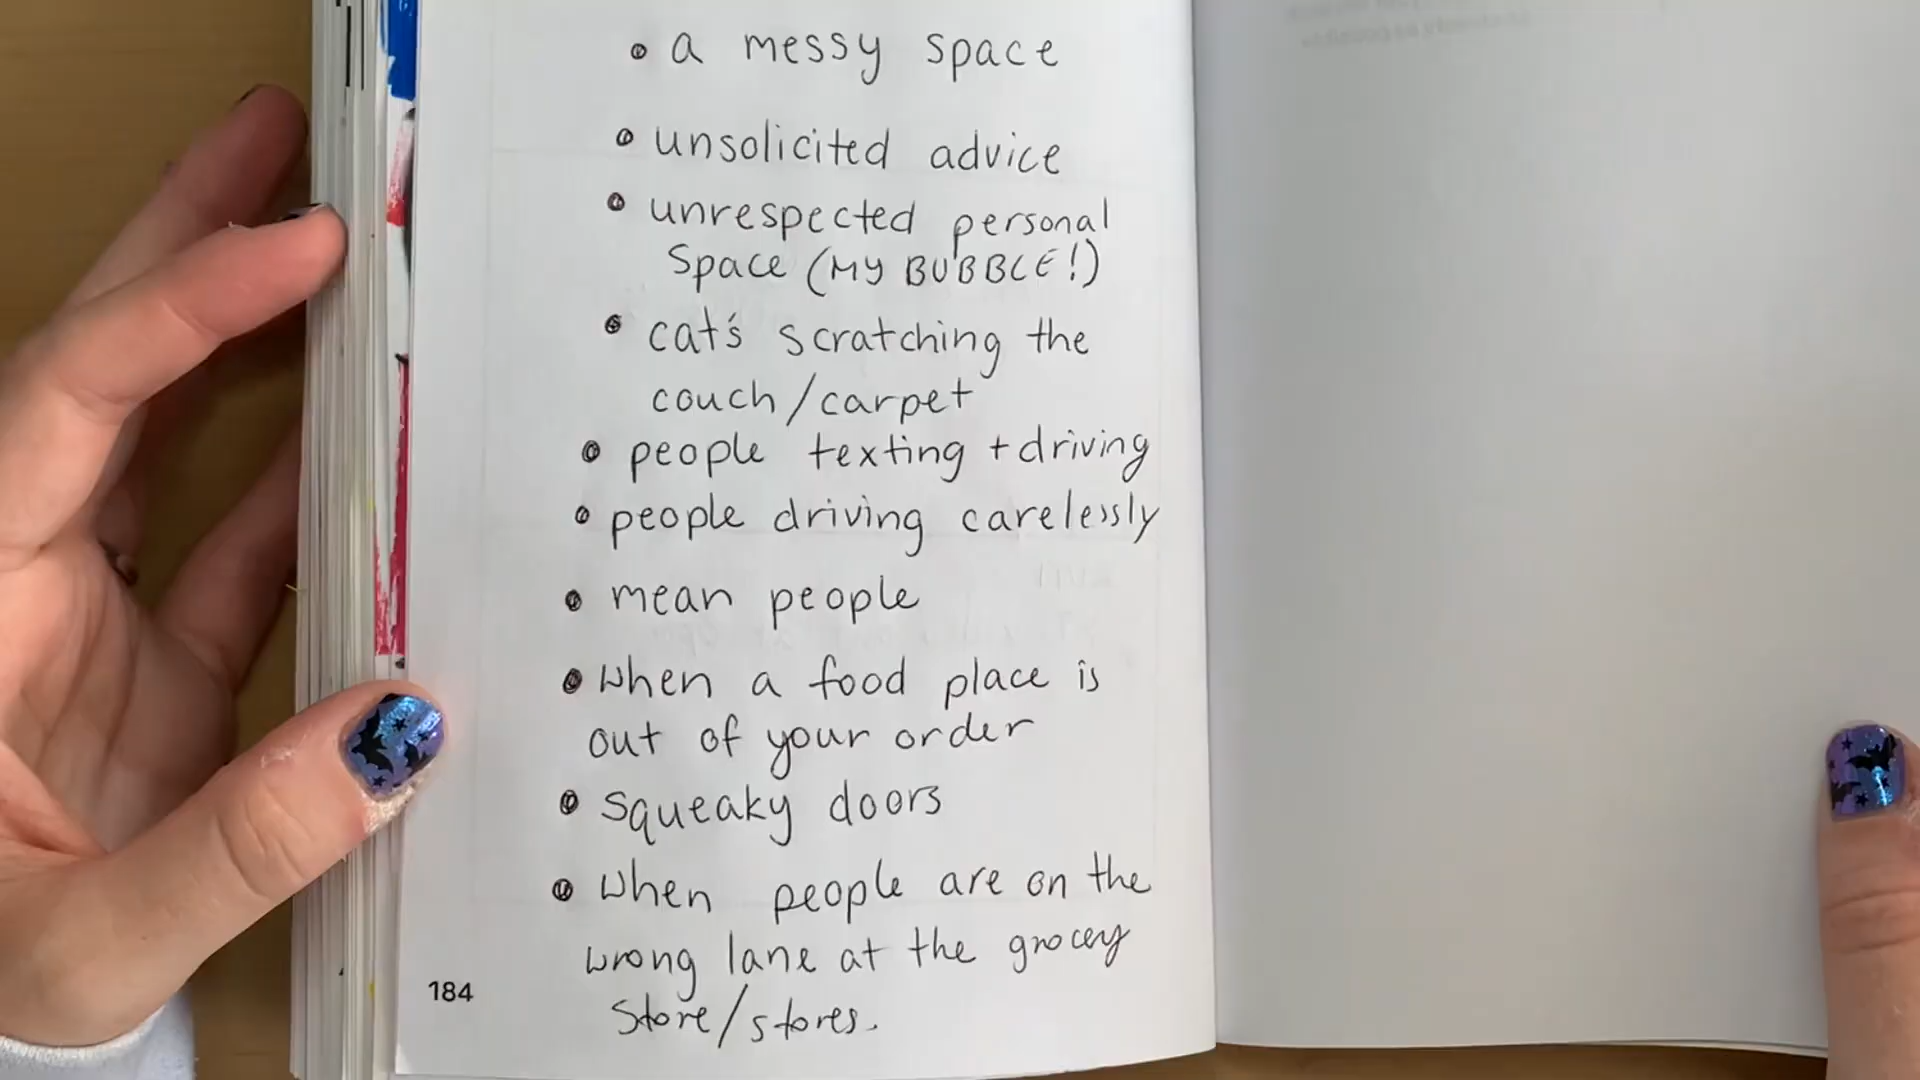 • a messy space
• unsolicited advice
• unrespected personal
space (MY BUBBLE!)
• cat's scratching the
couch/carpet
• people texting + driving
• people driving carelessly
• mean people
• when a food place is
out of your order
• squeaky doors
• when people are on the
wrong lane at the grocery
store/stores.
184